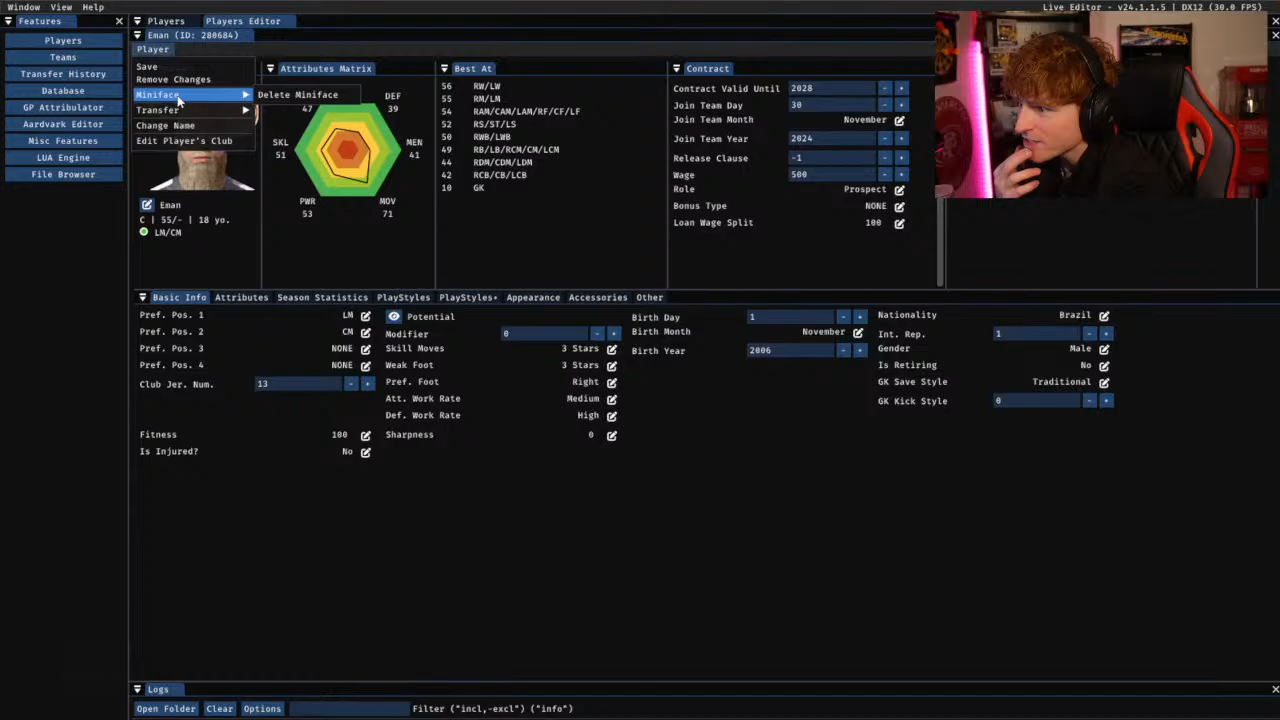 Window View Help
Live Editor - v24.1.1.5 | DX12 (30.0 FPS)
Features
Players
Teams
Transfer History
Database
GP Attributor
Aardvark Editor
Misc Features
LUA Engine
File Browser
Players Players Editor
Eman (ID: 280684)
Player
Save
Remove Changes
Miniface
Transfer
Change Name
Edit Player's Club
Delete Miniface
Eman
C | 55/- | 18 yo.
LM/CM
Attributes Matrix
47
DEF
39
SKL
51
MEN
41
PWR
53
MOV
71
Best At
56 RW/LW
55 RM/LM
54 RAM/CAM/LAM/RF/CF/LF
52 RS/ST/LS
50 RWB/LWB
49 RB/LB/RCM/CM/LCM
44 RDM/CDM/LDM
42 RCB/CB/LCB
10 GK
Contract
Contract Valid Until 2028 - +
Join Team Day 30 - +
Join Team Month November
Join Team Year 2024 - +
Release Clause -1 - +
Wage 500 - +
Role Prospect
Bonus Type NONE
Loan Wage Split 100
Basic Info Attributes Season Statistics PlayStyles PlayStyles+ Appearance Accessories Other
Pref. Pos. 1 LM
Pref. Pos. 2 CM
Pref. Pos. 3 NONE
Pref. Pos. 4 NONE
Club Jer. Num. 13 - +
Fitness 100
Is Injured? No
Potential
Modifier 0 - +
Skill Moves 3 Stars
Weak Foot 3 Stars
Pref. Foot Right
Att. Work Rate Medium
Def. Work Rate High
Sharpness 0
Birth Day 1 - +
Birth Month November
Birth Year 2006 - +
Nationality Brazil
Int. Rep. 1 - +
Gender Male
Is Retiring No
GK Save Style Traditional
GK Kick Style 0 - +
Logs
Open Folder Clear Options Filter ("incl,-excl") ("info")